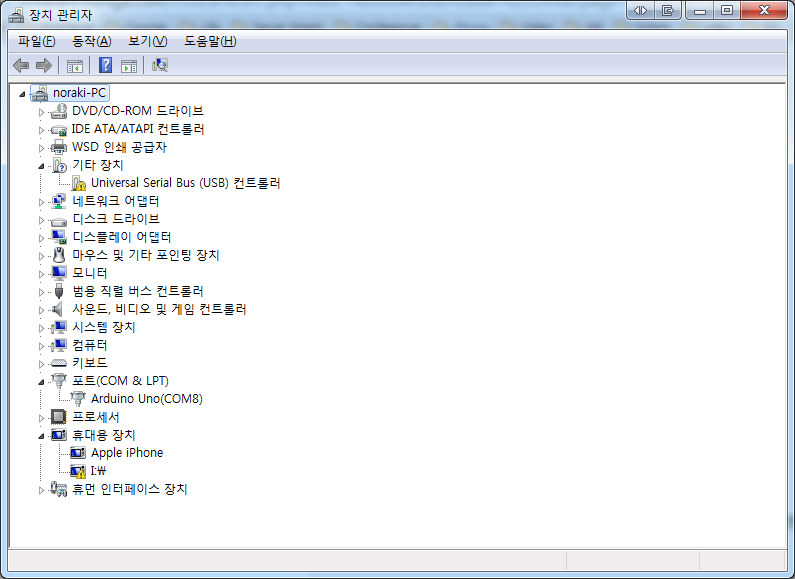 장치 관리자
파일(F) 동작(A) 보기(V) 도움말(H)
noraki-PC
DVD/CD-ROM 드라이브
IDE ATA/ATAPI 컨트롤러
WSD 인쇄 공급자
기타 장치
Universal Serial Bus (USB) 컨트롤러
네트워크 어댑터
디스크 드라이브
디스플레이 어댑터
마우스 및 기타 포인팅 장치
모니터
범용 직렬 버스 컨트롤러
사운드, 비디오 및 게임 컨트롤러
시스템 장치
컴퓨터
키보드
포트(COM & LPT)
Arduino Uno(COM8)
프로세서
휴대용 장치
Apple iPhone
I:₩
휴먼 인터페이스 장치